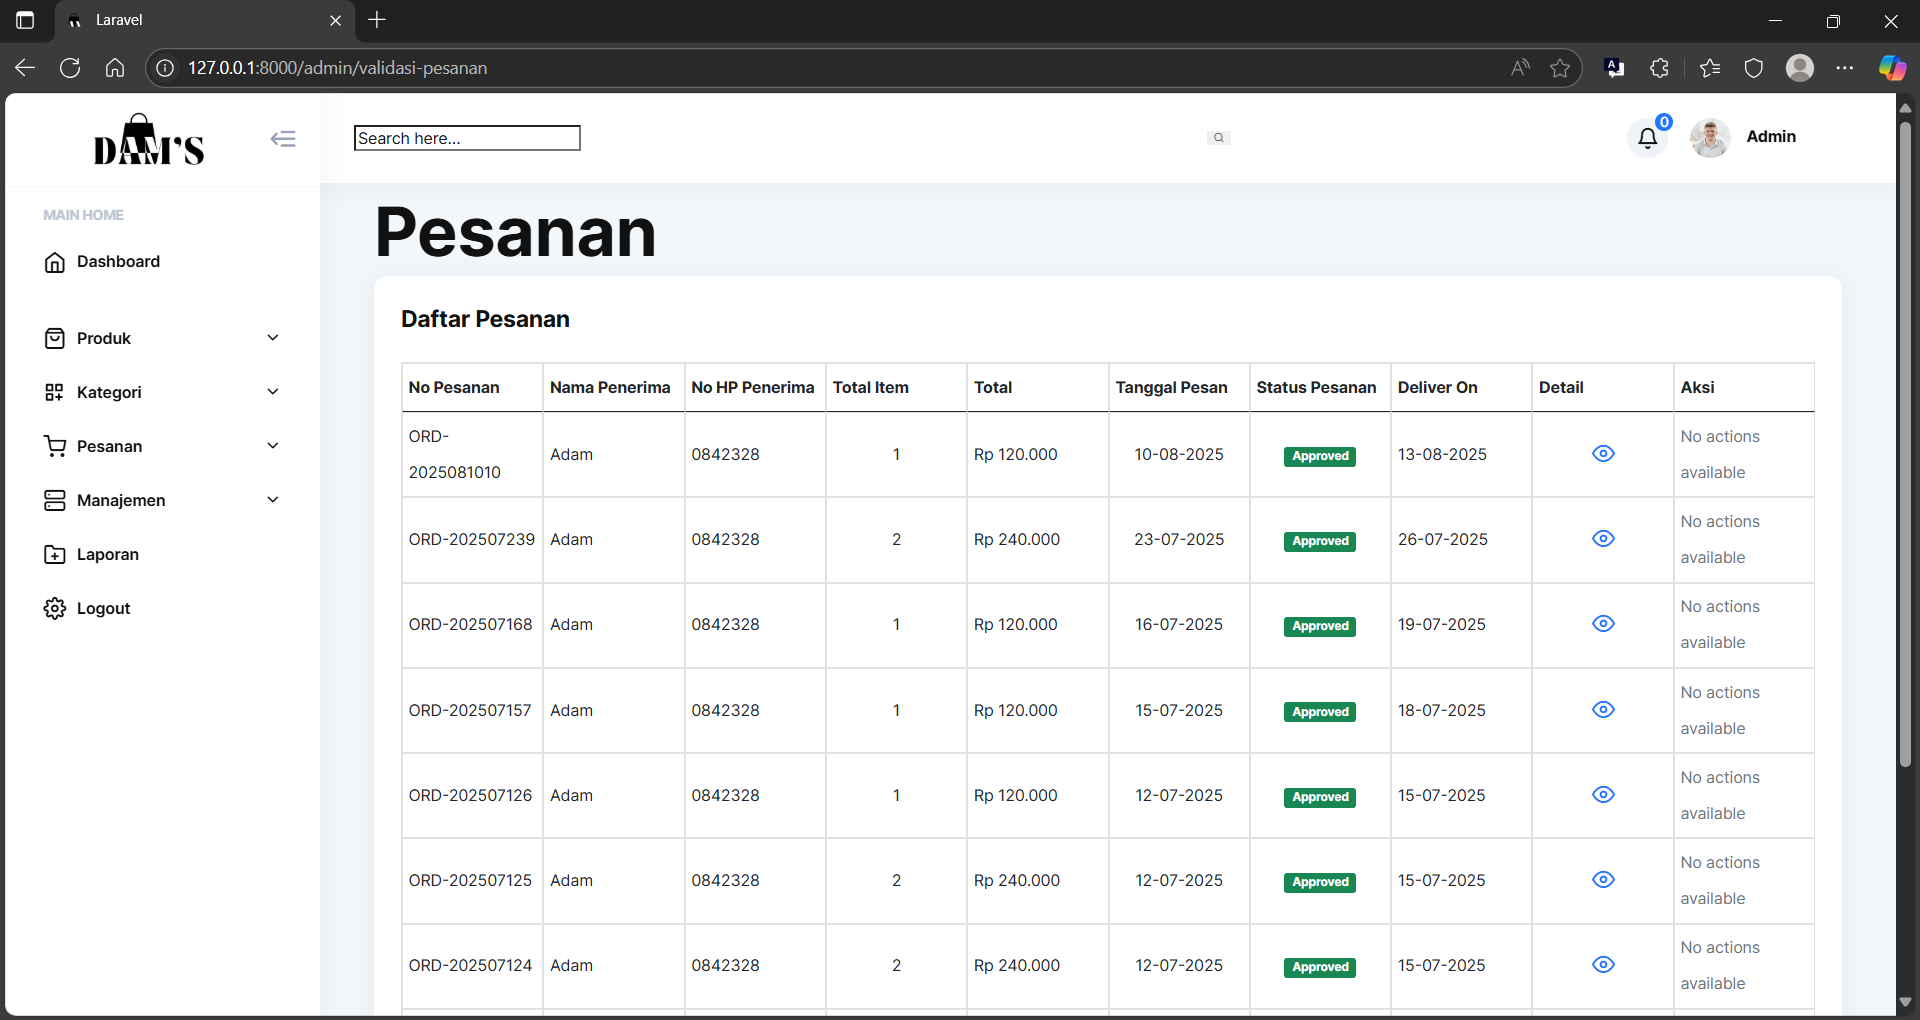 Laravel
127.0.0.1:8000/admin/validasi-pesanan
DAM'S
Search here...
0
Admin
MAIN HOME
Dashboard
Produk
Kategori
Pesanan
Manajemen
Laporan
Logout
Pesanan
Daftar Pesanan
No Pesanan Nama Penerima No HP Penerima Total Item Total Tanggal Pesan Status Pesanan Deliver On Detail Aksi
ORD-
2025081010 Adam 0842328 1 Rp 120.000 10-08-2025 Approved 13-08-2025 No actions
available
ORD-202507239 Adam 0842328 2 Rp 240.000 23-07-2025 Approved 26-07-2025 No actions
available
ORD-202507168 Adam 0842328 1 Rp 120.000 16-07-2025 Approved 19-07-2025 No actions
available
ORD-202507157 Adam 0842328 1 Rp 120.000 15-07-2025 Approved 18-07-2025 No actions
available
ORD-202507126 Adam 0842328 1 Rp 120.000 12-07-2025 Approved 15-07-2025 No actions
available
ORD-202507125 Adam 0842328 2 Rp 240.000 12-07-2025 Approved 15-07-2025 No actions
available
ORD-202507124 Adam 0842328 2 Rp 240.000 12-07-2025 Approved 15-07-2025 No actions
available